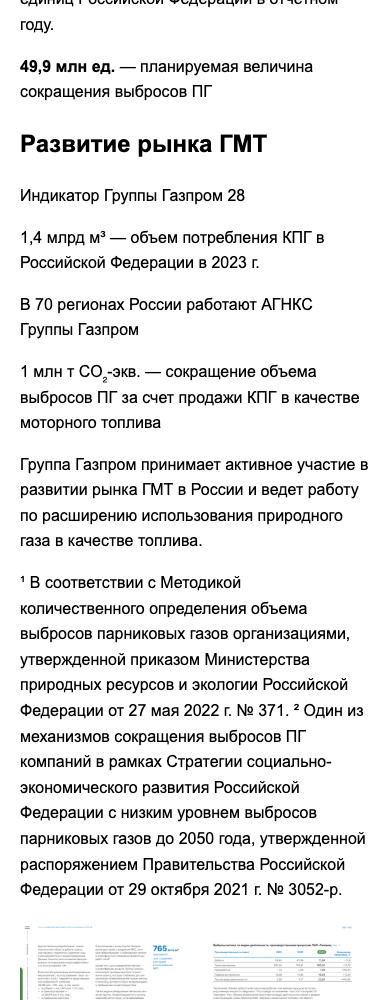 единиц Российской Федерации в отчетном
году.
49,9 млн ед. — планируемая величина
сокращения выбросов ПГ
Развитие рынка ГМТ
Индикатор Группы Газпром 28
1,4 млрд м³ — объем потребления КПГ в
Российской Федерации в 2023 г.
В 70 регионах России работают АГНКС
Группы Газпром
1 млн т CO₂-экв. — сокращение объема
выбросов ПГ за счет продажи КПГ в качестве
моторного топлива
Группа Газпром принимает активное участие в
развитии рынка ГМТ в России и ведет работу
по расширению использования природного
газа в качестве топлива.
¹ В соответствии с Методикой
количественного определения объема
выбросов парниковых газов организациями,
утвержденной приказом Министерства
природных ресурсов и экологии Российской
Федерации от 27 мая 2022 г. № 371. ² Один из
механизмов сокращения выбросов ПГ
компаний в рамках Стратегии социально-
экономического развития Российской
Федерации с низким уровнем выбросов
парниковых газов до 2050 года, утвержденной
распоряжением Правительства Российской
Федерации от 29 октября 2021 г. № 3052-р.
765